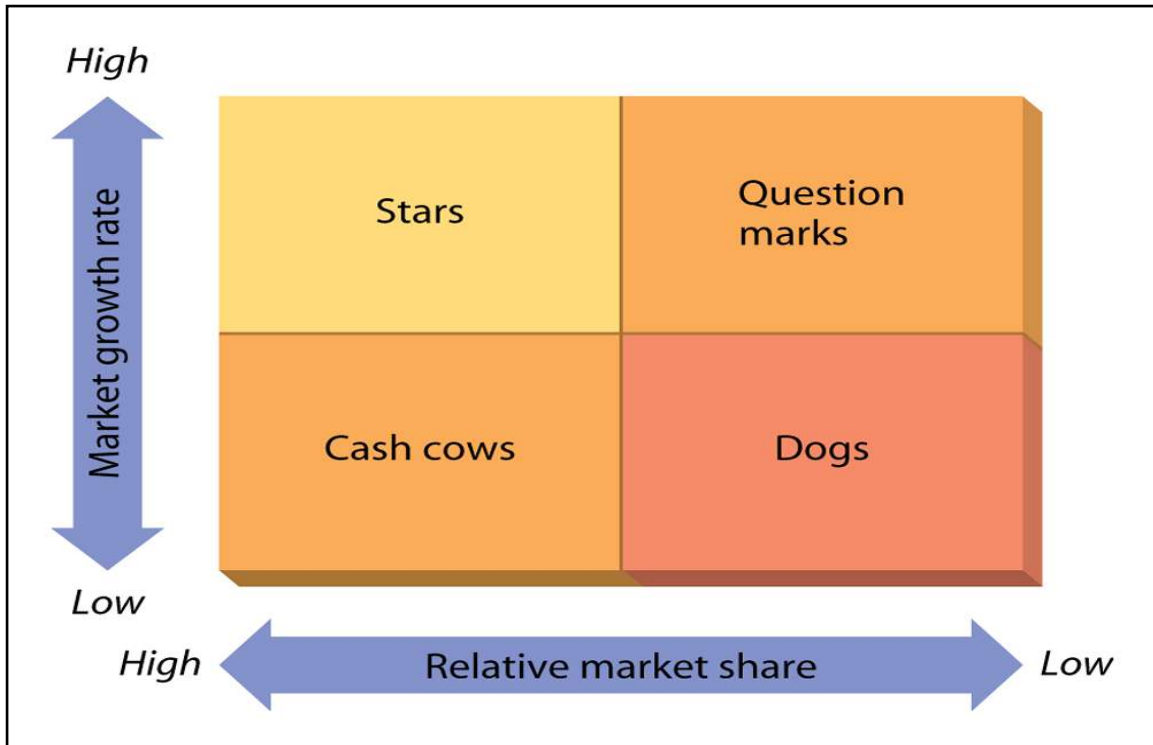 High
Market growth rate
Stars
Question
marks
Cash cows
Dogs
Low
High
Relative market share
Low